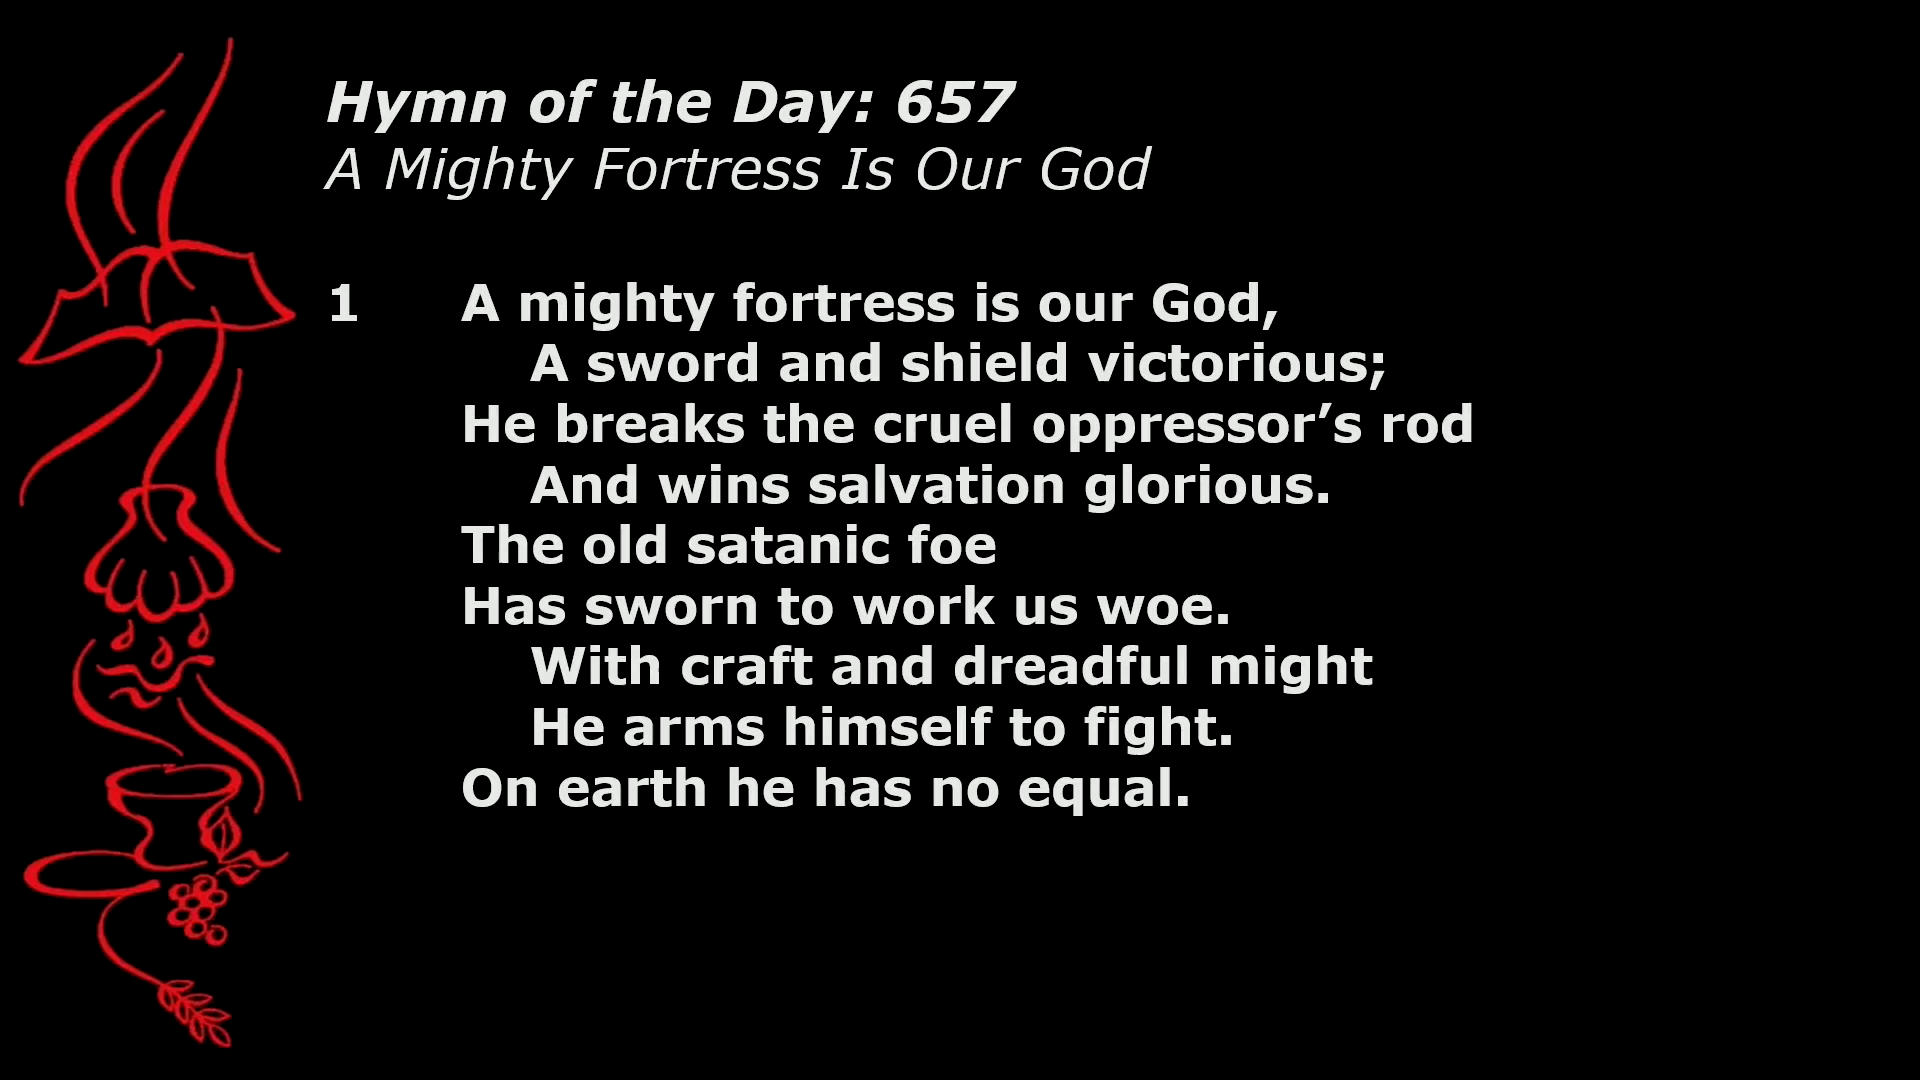 Hymn of the Day: 657
A Mighty Fortress Is Our God
1 A mighty fortress is our God,
A sword and shield victorious;
He breaks the cruel oppressor’s rod
And wins salvation glorious.
The old satanic foe
Has sworn to work us woe.
With craft and dreadful might
He arms himself to fight.
On earth he has no equal.